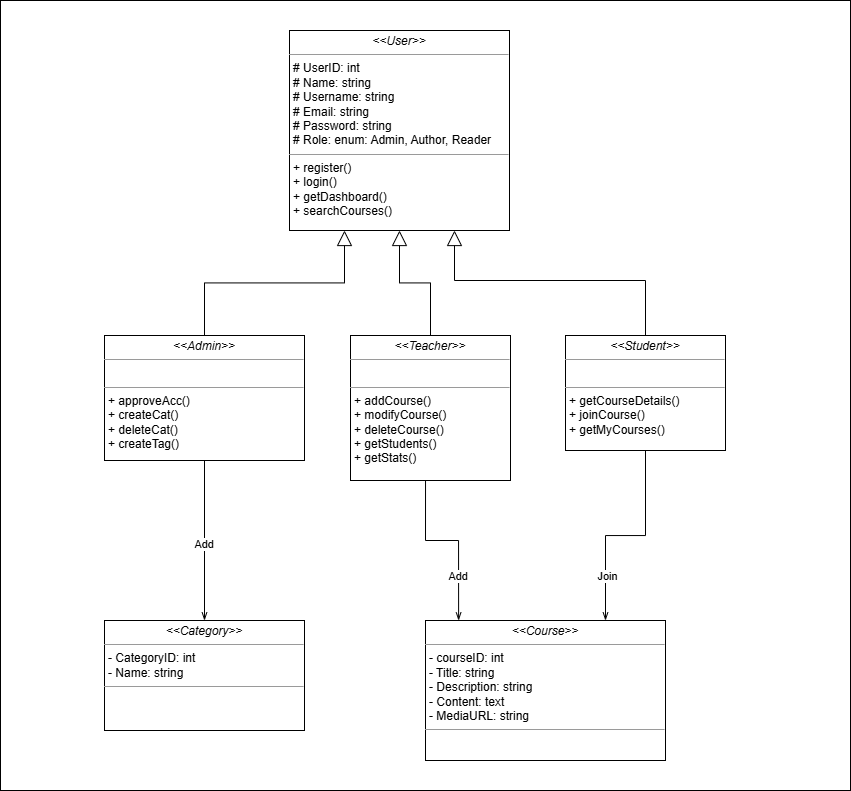 <<User>>
# UserID: int
# Name: string
# Username: string
# Email: string
# Password: string
# Role: enum: Admin, Author, Reader
+ register()
+ login()
+ getDashboard()
+ searchCourses()
<<Admin>>
+ approveAcc()
+ createCat()
+ deleteCat()
+ createTag()
<<Teacher>>
+ addCourse()
+ modifyCourse()
+ deleteCourse()
+ getStudents()
+ getStats()
<<Student>>
+ getCourseDetails()
+ joinCourse()
+ getMyCourses()
Add
Add
Join
<<Category>>
- CategoryID: int
- Name: string
<<Course>>
- courseID: int
- Title: string
- Description: string
- Content: text
- MediaURL: string